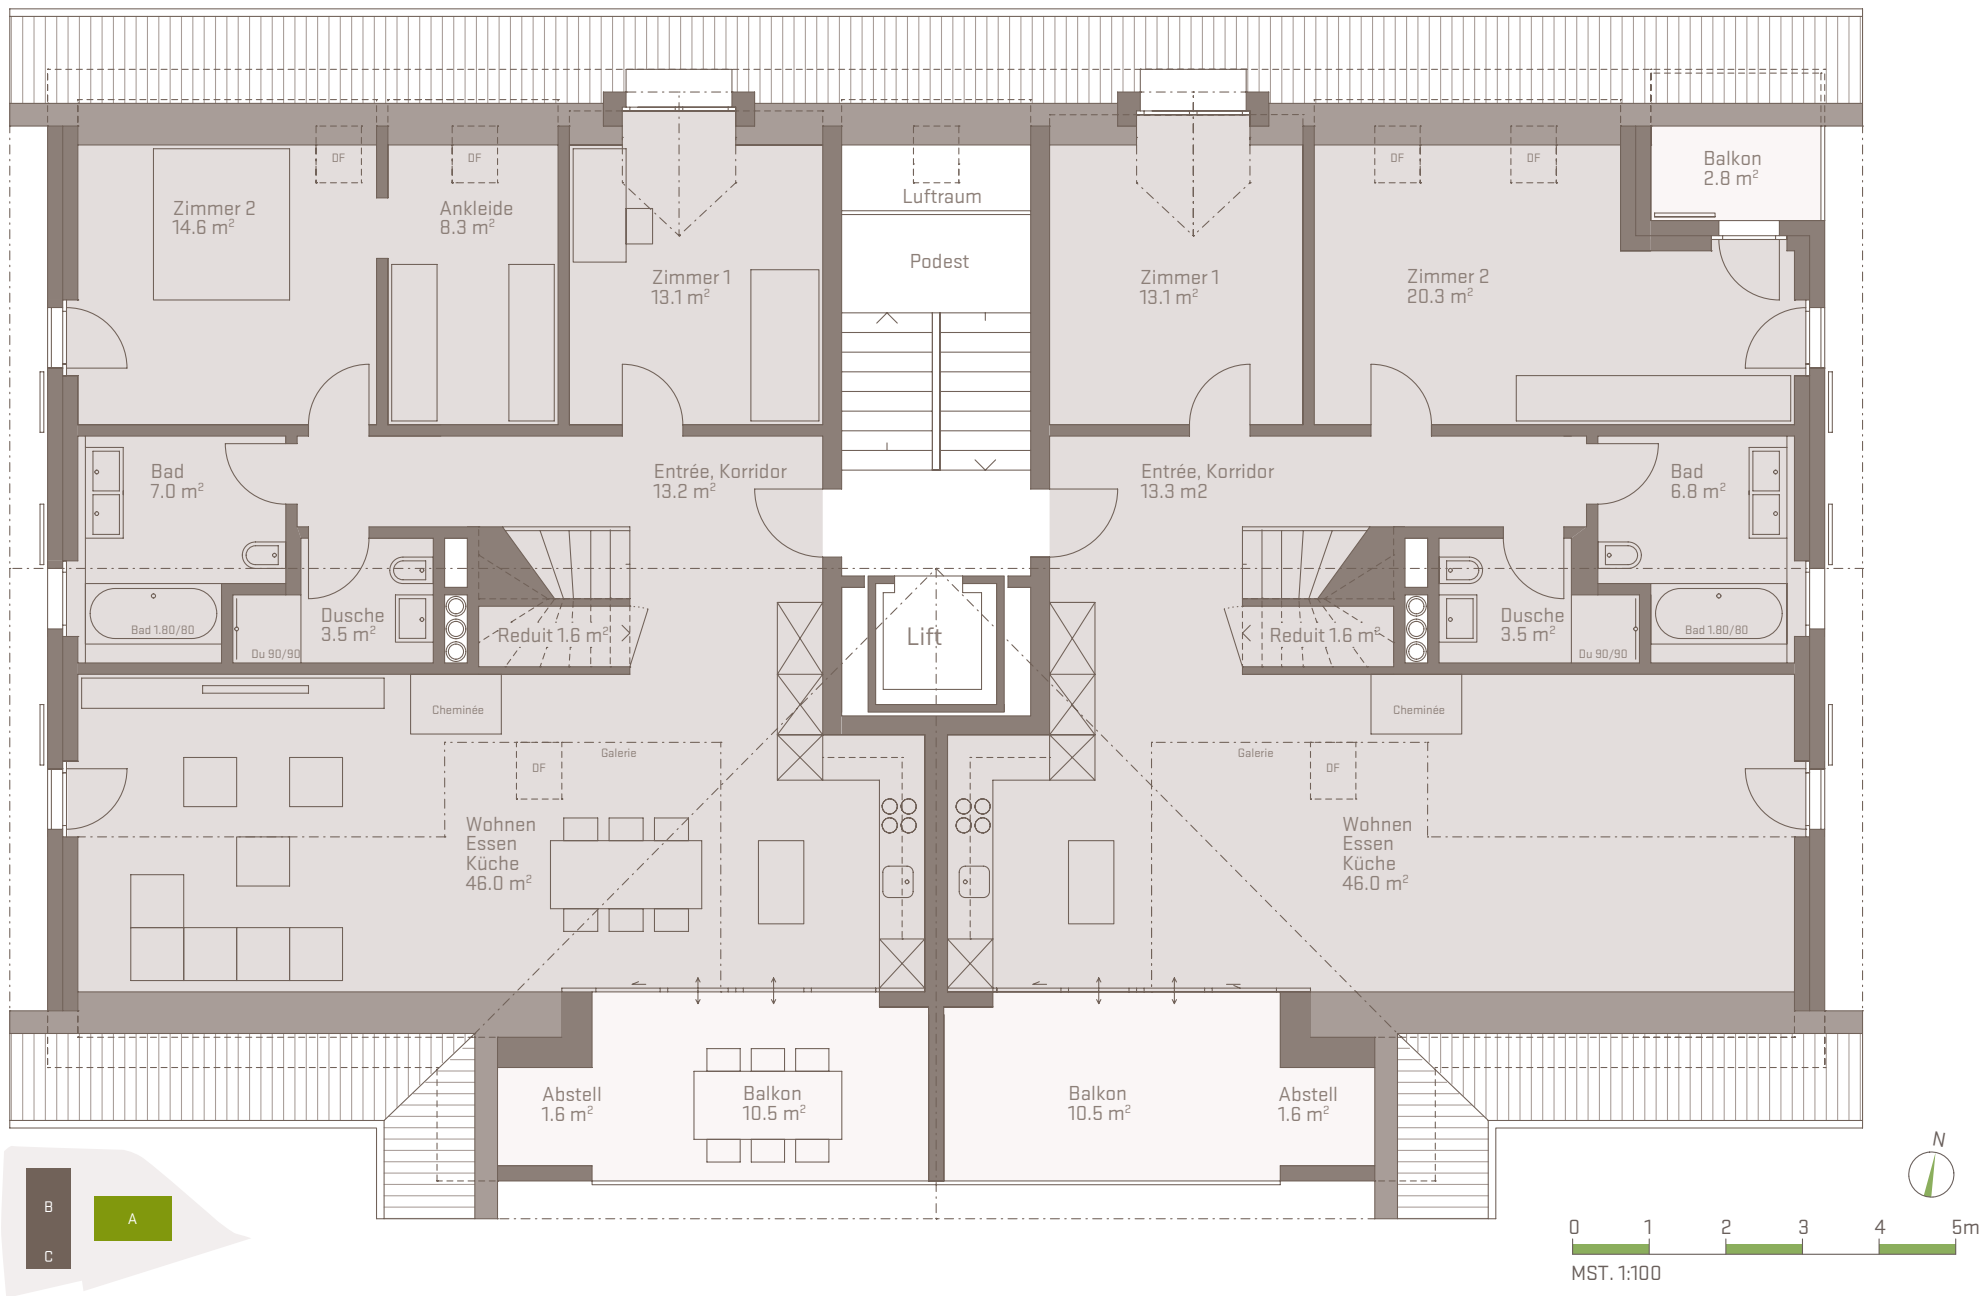 DF
DF
DF
DF
Balkon
2.8 m²
Zimmer 2
14.6 m²
Ankleide
8.3 m²
Luftraum
Podest
Zimmer 1
13.1 m²
Zimmer 1
13.1 m²
Zimmer 2
20.3 m²
Bad
7.0 m²
Entrée, Korridor
13.2 m²
Entrée, Korridor
13.3 m2
Bad
6.8 m²
Bad 1.80/80
Dusche
3.5 m²
Du 90/90
Reduit 1.6 m²
Lift
Reduit 1.6 m²
Dusche
3.5 m²
Du 90/90
Bad 1.80/80
Cheminée
Cheminée
Galerie
DF
Galerie
DF
Wohnen
Essen
Küche
46.0 m²
Wohnen
Essen
Küche
46.0 m²
Abstell
1.6 m²
Balkon
10.5 m²
Balkon
10.5 m²
Abstell
1.6 m²
B
A
C
N
0 1 2 3 4 5m
MST. 1:100